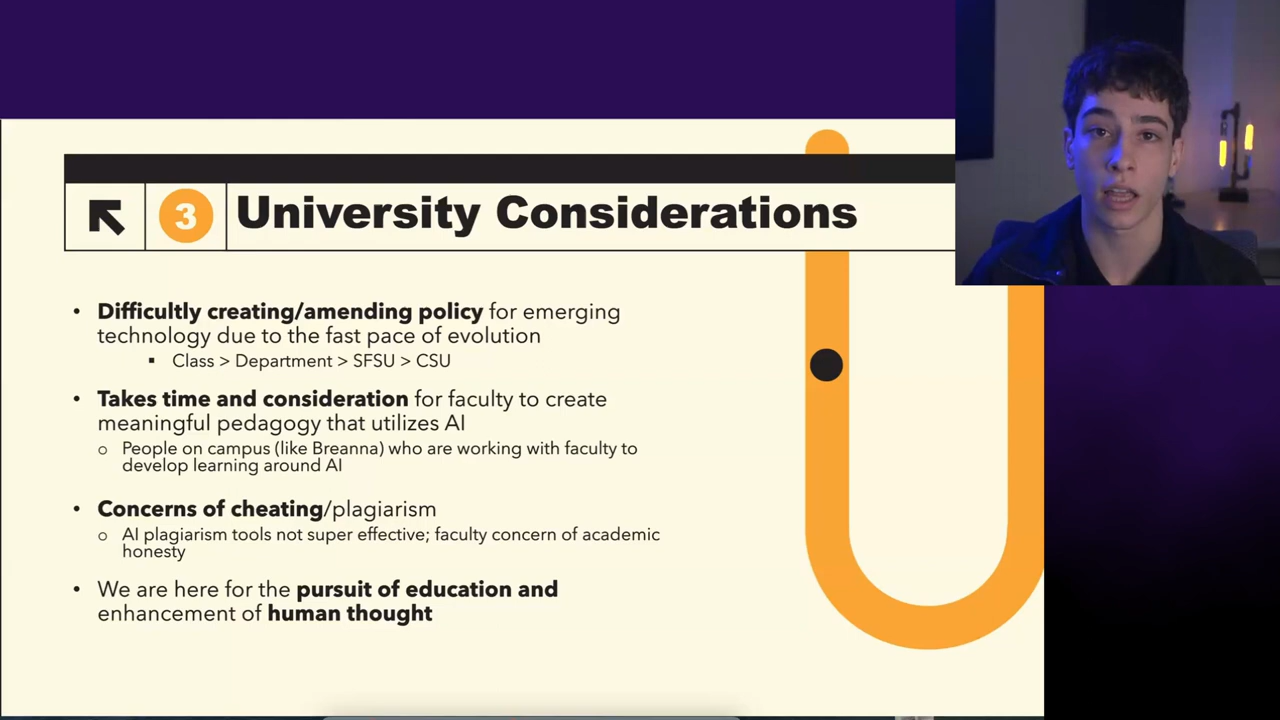 3 University Considerations
• Difficultly creating/amending policy for emerging
technology due to the fast pace of evolution
▪ Class > Department > SFSU > CSU
• Takes time and consideration for faculty to create
meaningful pedagogy that utilizes AI
o People on campus (like Breanna) who are working with faculty to
develop learning around AI
• Concerns of cheating/plagiarism
o AI plagiarism tools not super effective; faculty concern of academic
honesty
• We are here for the pursuit of education and
enhancement of human thought